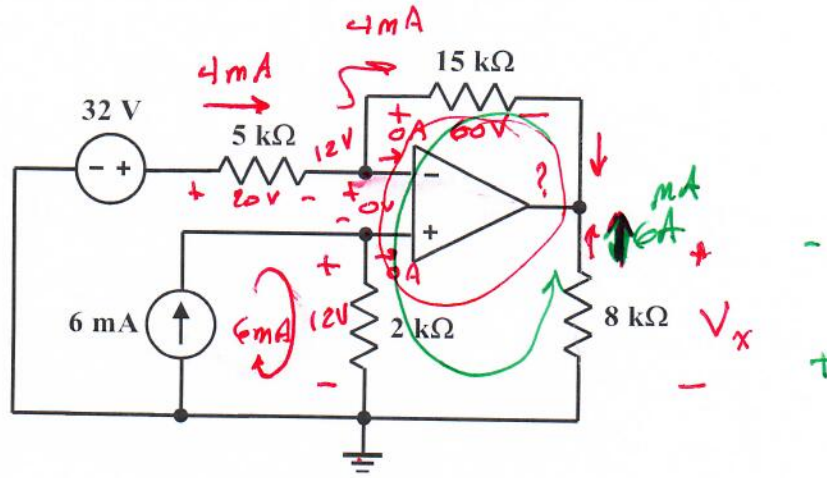 4mA
15 kΩ
4mA
32 V
5 kΩ
12V
+ 60V -
0A
- +
+ 20V -
+ 0V -
-
?
mA
6A
+
0A
6 mA
6mA
+ 12V -
2 kΩ
8 kΩ
+ Vx -
- +